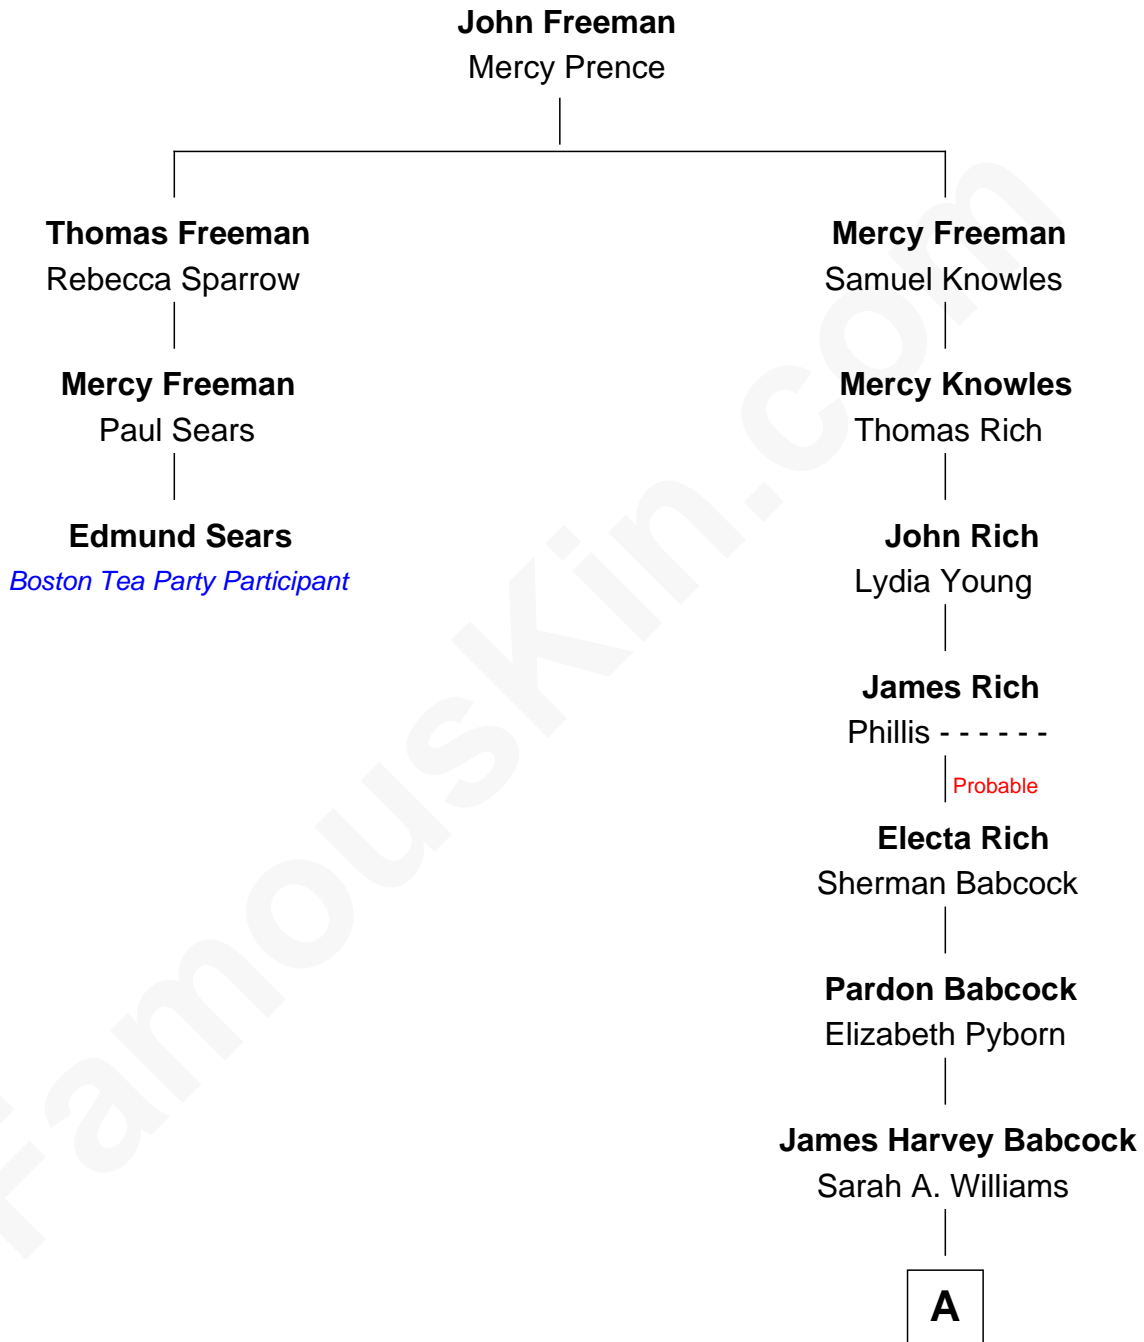 John Freeman
Mercy Prence
Thomas Freeman
Rebecca Sparrow
Mercy Freeman
Paul Sears
Edmund Sears
Boston Tea Party Participant
Mercy Freeman
Samuel Knowles
Mercy Knowles
Thomas Rich
John Rich
Lydia Young
James Rich
Phillis - - - - - -
Probable
Electa Rich
Sherman Babcock
Pardon Babcock
Elizabeth Pyborn
James Harvey Babcock
Sarah A. Williams
A
FamousKin.com